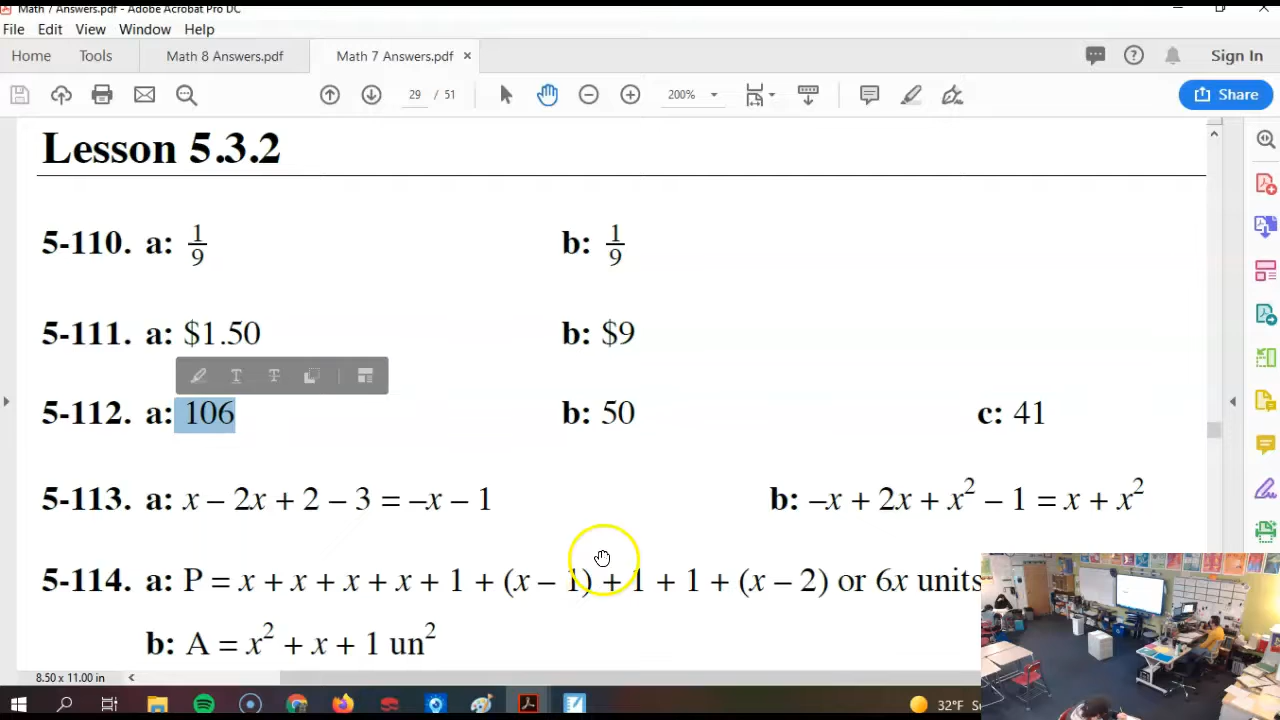 Math 7 Answers.pdf - Adobe Acrobat Pro DC
File Edit View Window Help
Home Tools Math 8 Answers.pdf Math 7 Answers.pdf × Sign In
29 / 51 200% Share
Lesson 5.3.2
5-110. a: 1/9 b: 1/9
5-111. a: $1.50 b: $9
5-112. a: 106 b: 50 c: 41
5-113. a: x – 2x + 2 – 3 = –x – 1 b: –x + 2x + x² – 1 = x + x²
5-114. a: P = x + x + x + x + 1 + (x – 1) + 1 + 1 + (x – 2) or 6x units
b: A = x² + x + 1 un²
8.50 x 11.00 in
32°F